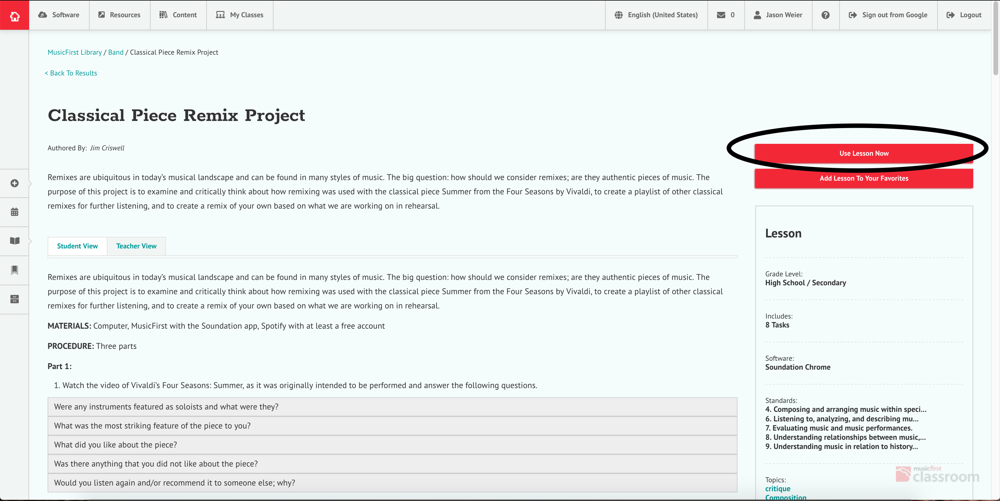 Software
Resources
Content
My Classes
English (United States)
0
Jason Weier
Sign out from Google
Logout
MusicFirst Library / Band / Classical Piece Remix Project
< Back To Results
Classical Piece Remix Project
Authored By: Jim Criswell
Remixes are ubiquitous in today’s musical landscape and can be found in many styles of music. The big question: how should we consider remixes; are they authentic pieces of music. The
purpose of this project is to examine and critically think about how remixing was used with the classical piece Summer from the Four Seasons by Vivaldi, to create a playlist of other classical
remixes for further listening, and to create a remix of your own based on what we are working on in rehearsal.
Student View
Teacher View
Remixes are ubiquitous in today’s musical landscape and can be found in many styles of music. The big question: how should we consider remixes; are they authentic pieces of music. The
purpose of this project is to examine and critically think about how remixing was used with the classical piece Summer from the Four Seasons by Vivaldi, to create a playlist of other classical
remixes for further listening, and to create a remix of your own based on what we are working on in rehearsal.
MATERIALS: Computer, MusicFirst with the Soundation app, Spotify with at least a free account
PROCEDURE: Three parts
Part 1:
1. Watch the video of Vivaldi’s Four Seasons: Summer, as it was originally intended to be performed and answer the following questions.
Were any instruments featured as soloists and what were they?
What was the most striking feature of the piece to you?
What did you like about the piece?
Was there anything that you did not like about the piece?
Would you listen again and/or recommend it to someone else; why?
Use Lesson Now
Add Lesson To Your Favorites
Lesson
Grade Level:
High School / Secondary
Includes:
8 Tasks
Software:
Soundation Chrome
Standards:
4. Composing and arranging music within speci...
6. Listening to, analyzing, and describing mu...
7. Evaluating music and music performances.
8. Understanding relationships between music,...
9. Understanding music in relation to history...
Topics:
critique
Composition
musicfirst
classroom